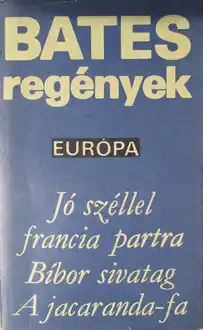 BATES
regények
EURÓPA
Jó széllel
francia partra
Bíbor sivatag
A jacaranda-fa